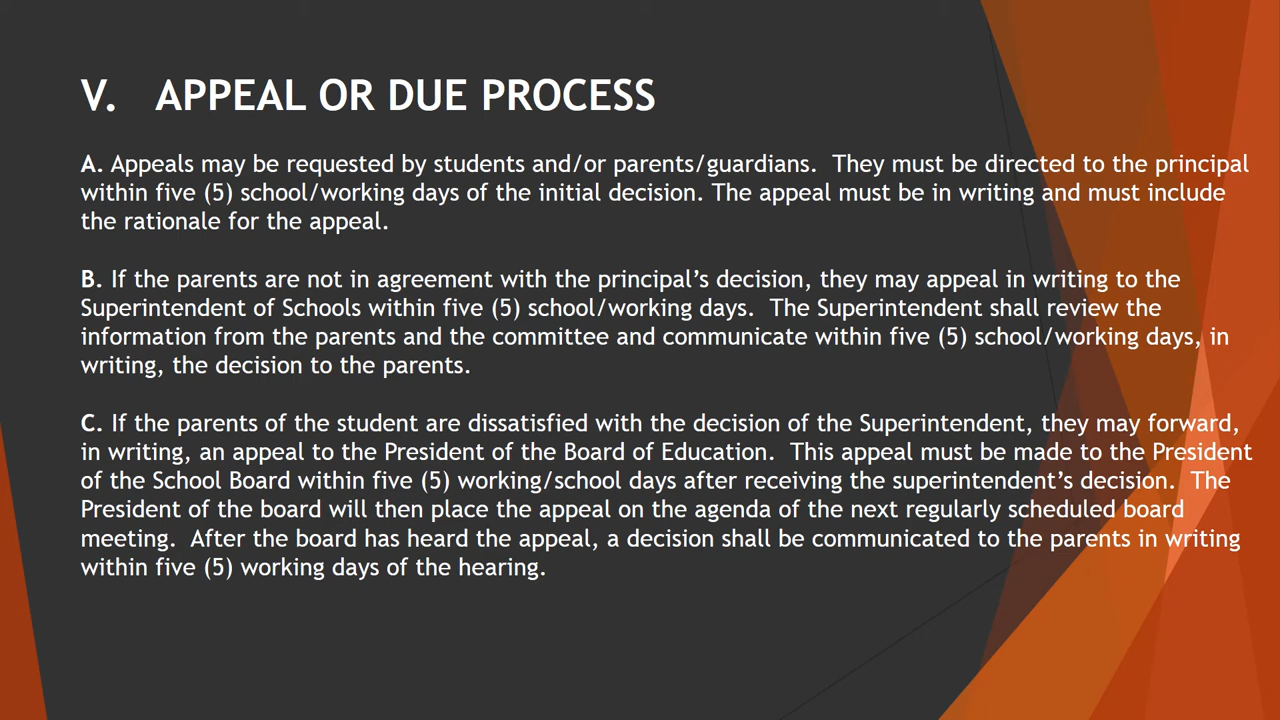 V. APPEAL OR DUE PROCESS
A. Appeals may be requested by students and/or parents/guardians. They must be directed to the principal
within five (5) school/working days of the initial decision. The appeal must be in writing and must include
the rationale for the appeal.
B. If the parents are not in agreement with the principal’s decision, they may appeal in writing to the
Superintendent of Schools within five (5) school/working days. The Superintendent shall review the
information from the parents and the committee and communicate within five (5) school/working days, in
writing, the decision to the parents.
C. If the parents of the student are dissatisfied with the decision of the Superintendent, they may forward,
in writing, an appeal to the President of the Board of Education. This appeal must be made to the President
of the School Board within five (5) working/school days after receiving the superintendent’s decision. The
President of the board will then place the appeal on the agenda of the next regularly scheduled board
meeting. After the board has heard the appeal, a decision shall be communicated to the parents in writing
within five (5) working days of the hearing.